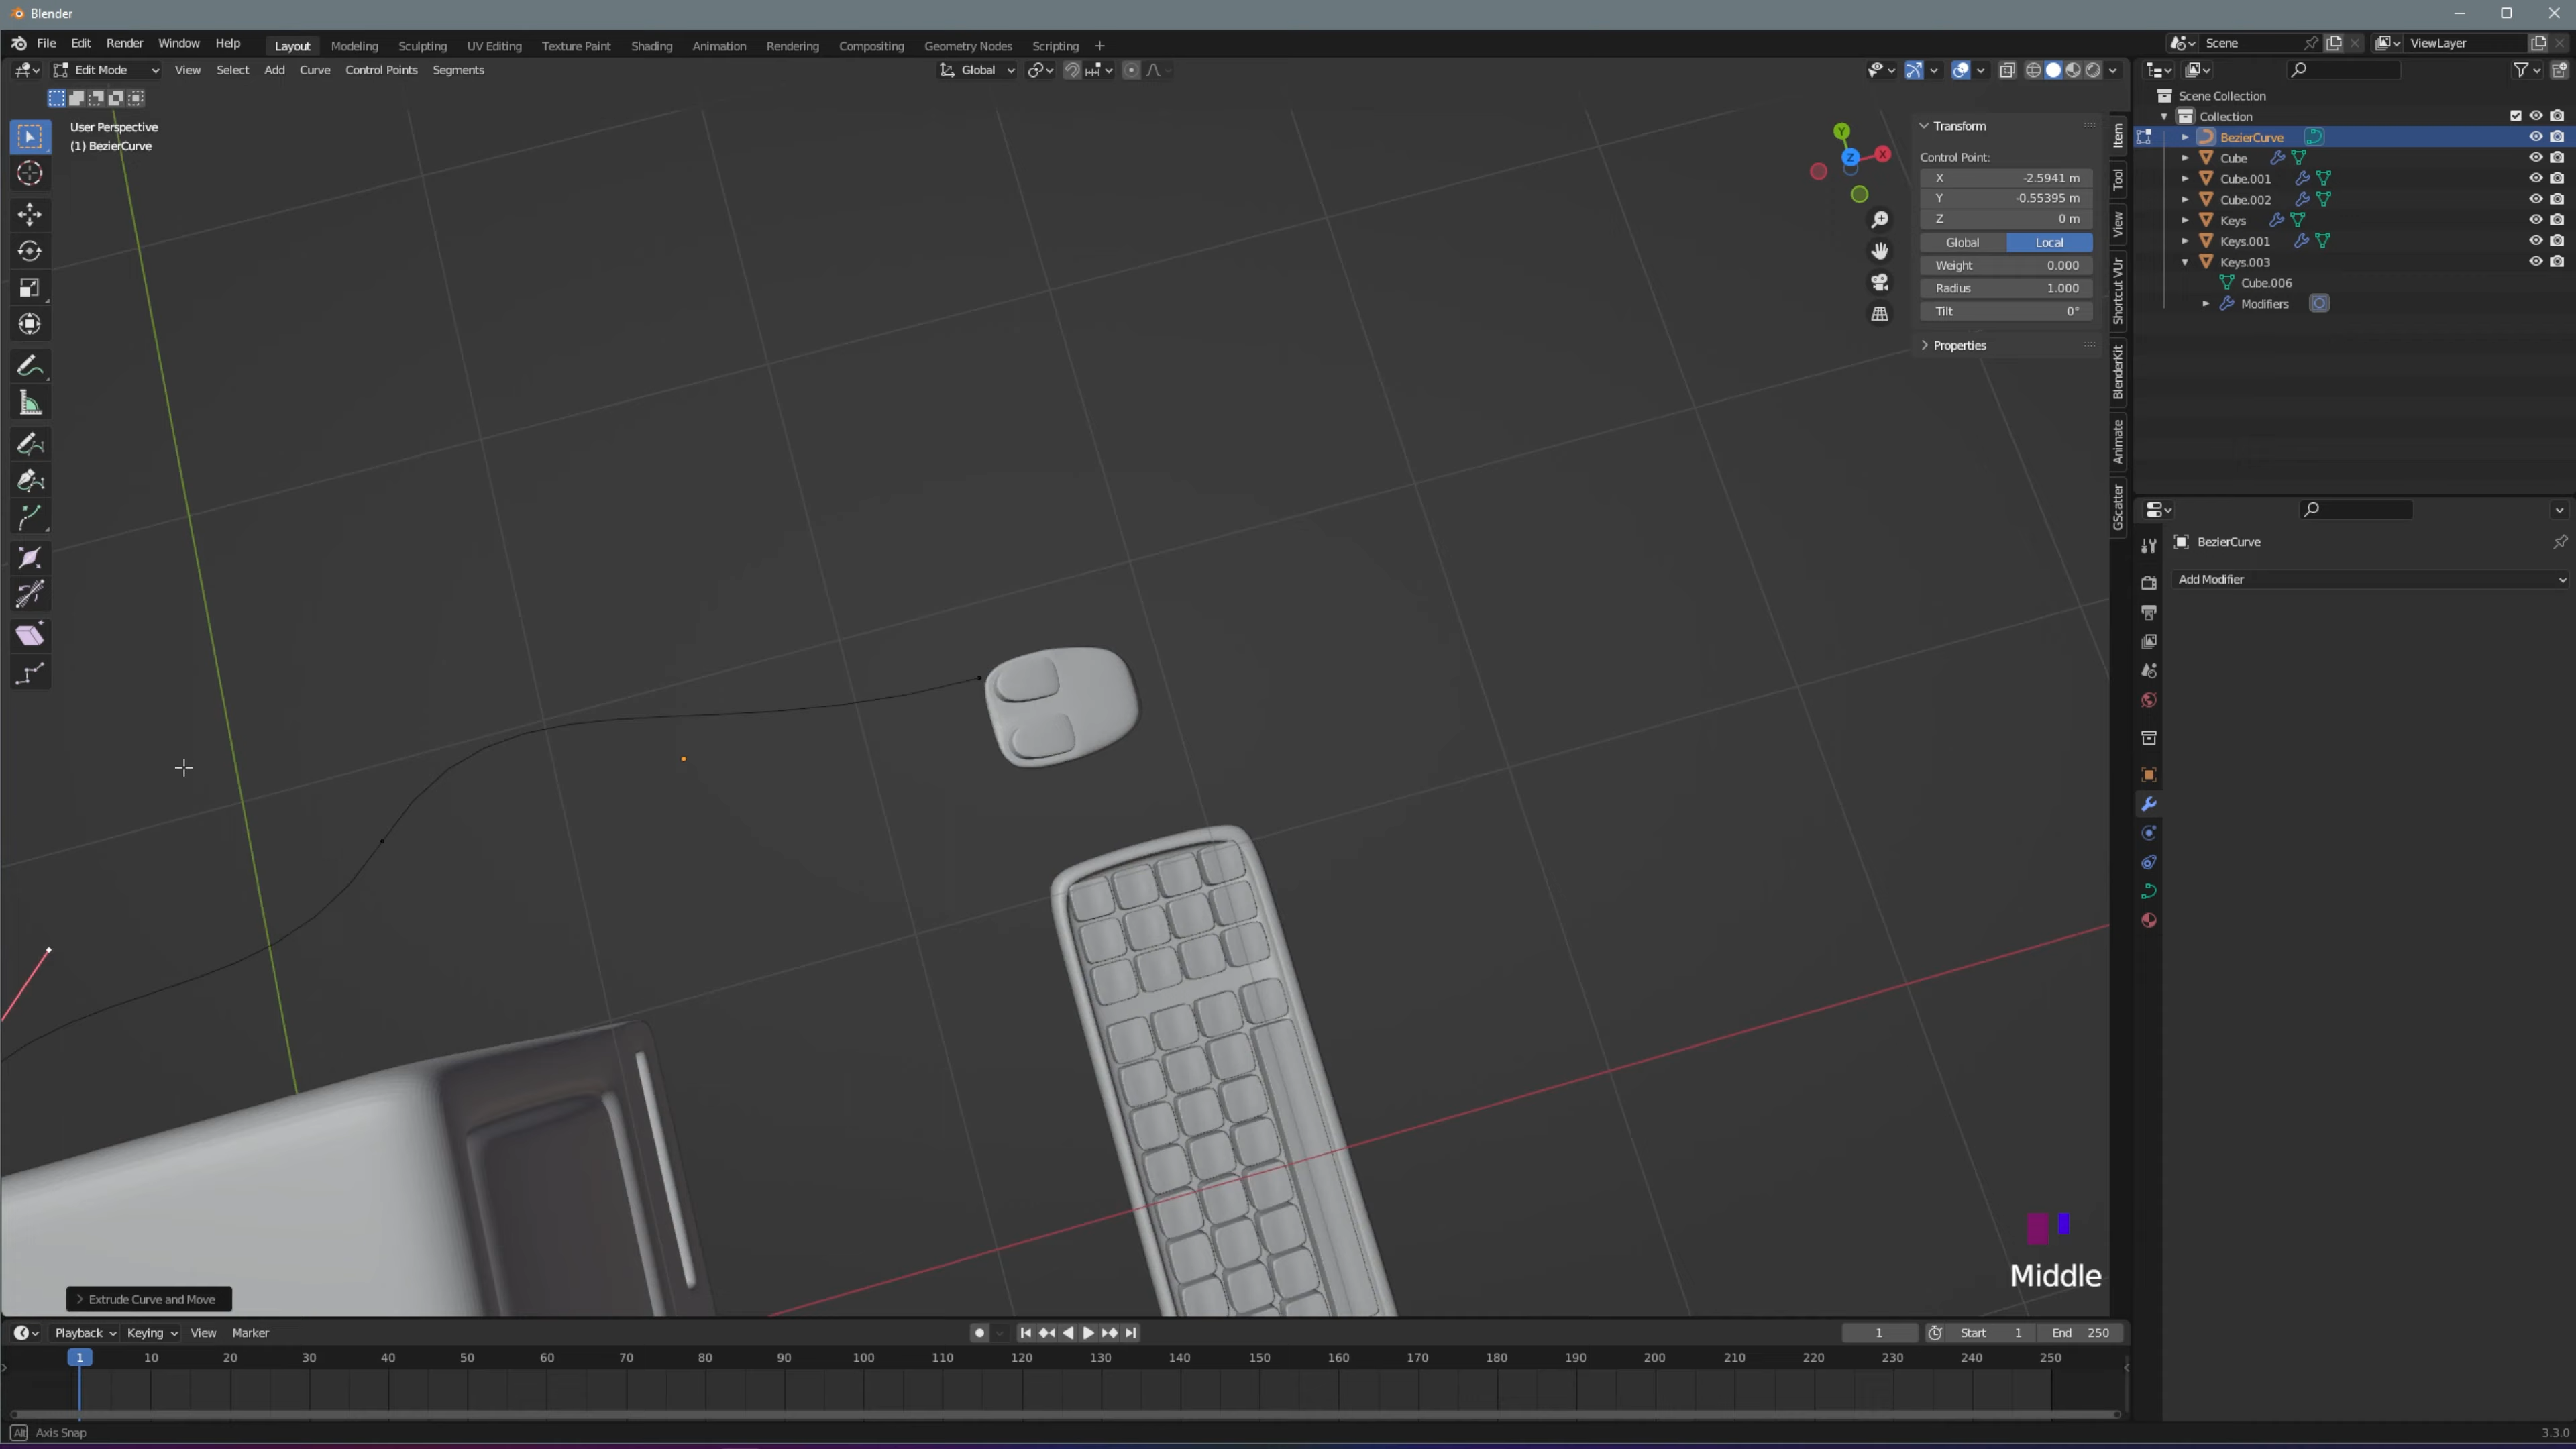 Blender
File Edit Render Window Help Layout Modeling Sculpting UV Editing Texture Paint Shading Animation Rendering Compositing Geometry Nodes Scripting + Scene ViewLayer
Edit Mode View Select Add Curve Control Points Segments Global
User Perspective
(1) BezierCurve
Y
X
Z
Transform
Control Point:
X -2.5941 m
Y -0.55395 m
Z 0 m
Global Local
Weight 0.000
Radius 1.000
Tilt 0°
Properties
Item
Tool
View
Shortcut VUr
BlenderKit
Animate
GScatter
Scene Collection
Collection
BezierCurve
Cube
Cube.001
Cube.002
Keys
Keys.001
Keys.003
Cube.006
Modifiers
BezierCurve
Add Modifier
Middle
Extrude Curve and Move
Playback Keying View Marker 1 Start 1 End 250
1 10 20 30 40 50 60 70 80 90 100 110 120 130 140 150 160 170 180 190 200 210 220 230 240 250
Alt Axis Snap 3.3.0